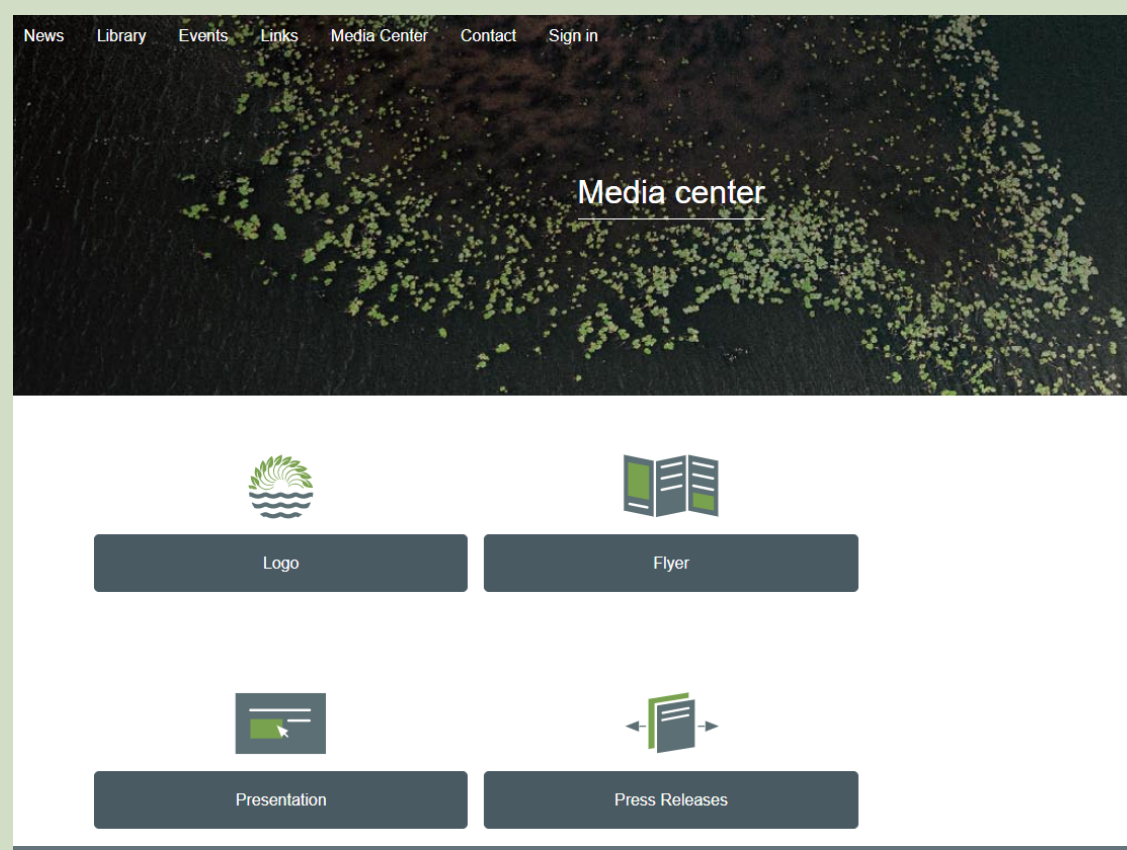 News Library Events Links Media Center Contact Sign in
Media center
Logo Flyer
Presentation Press Releases